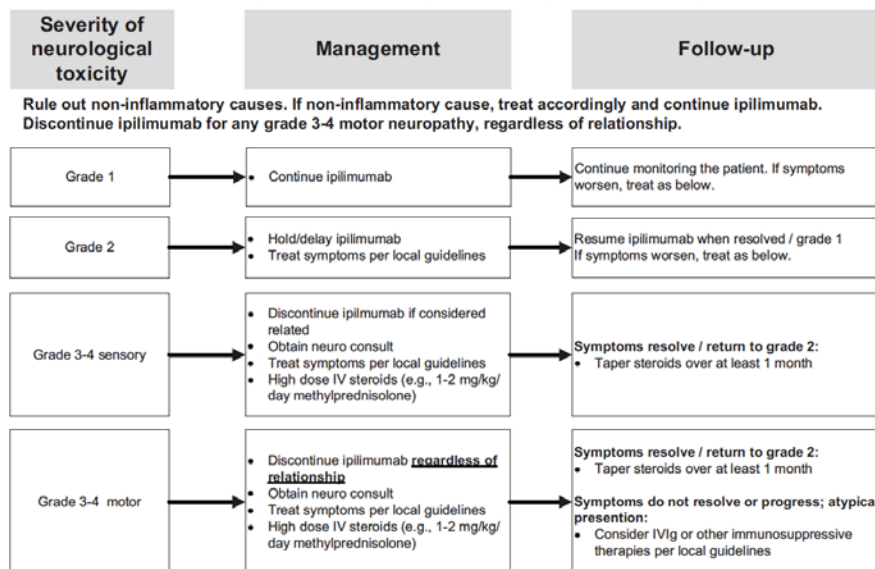 Severity of
neurological
toxicity
Management
Follow-up
Rule out non-inflammatory causes. If non-inflammatory cause, treat accordingly and continue ipilimumab.
Discontinue ipilimumab for any grade 3-4 motor neuropathy, regardless of relationship.
Grade 1
• Continue ipilimumab
Continue monitoring the patient. If symptoms
worsen, treat as below.
Grade 2
• Hold/delay ipilimumab
• Treat symptoms per local guidelines
Resume ipilimumab when resolved / grade 1
If symptoms worsen, treat as below.
Grade 3-4 sensory
• Discontinue ipilmumab if considered
related
• Obtain neuro consult
• Treat symptoms per local guidelines
• High dose IV steroids (e.g., 1-2 mg/kg/
day methylprednisolone)
Symptoms resolve / return to grade 2:
• Taper steroids over at least 1 month
Grade 3-4 motor
• Discontinue ipilimumab regardless of
relationship
• Obtain neuro consult
• Treat symptoms per local guidelines
• High dose IV steroids (e.g., 1-2 mg/kg/
day methylprednisolone)
Symptoms resolve / return to grade 2:
• Taper steroids over at least 1 month
Symptoms do not resolve or progress; atypical
presention:
• Consider IVIg or other immunosuppressive
therapies per local guidelines